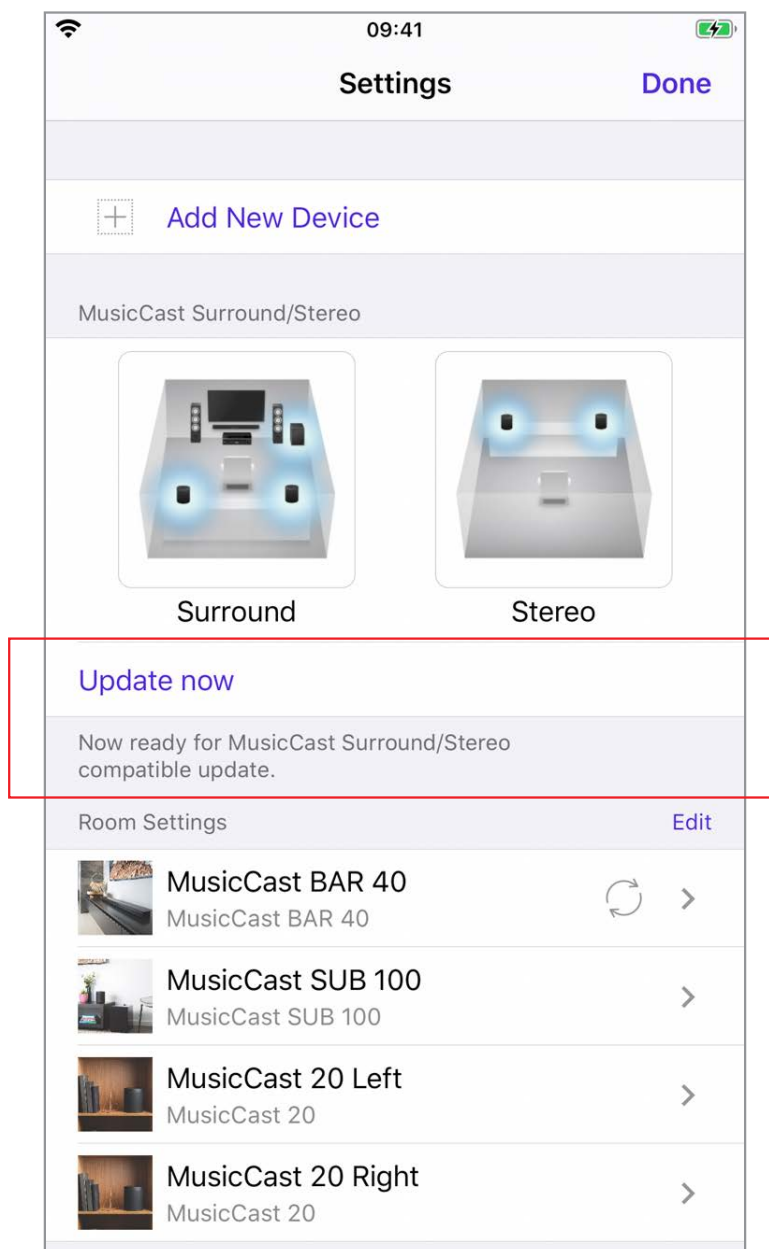 09:41
Settings
Done
Add New Device
MusicCast Surround/Stereo
Surround
Stereo
Update now
Now ready for MusicCast Surround/Stereo
compatible update.
Room Settings
Edit
MusicCast BAR 40
MusicCast BAR 40
MusicCast SUB 100
MusicCast SUB 100
MusicCast 20 Left
MusicCast 20
MusicCast 20 Right
MusicCast 20